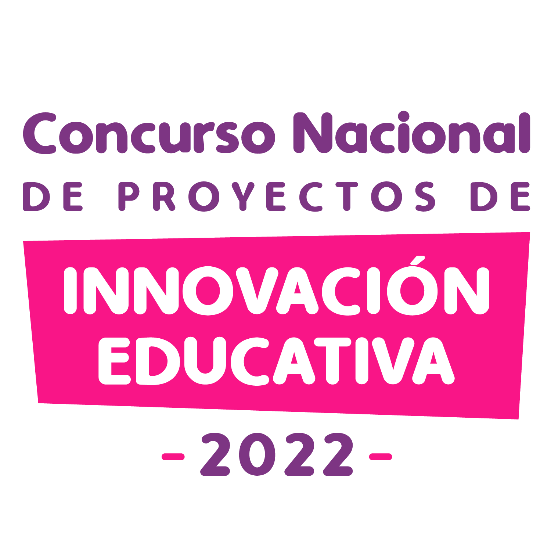 Concurso Nacional
DE PROYECTOS DE
INNOVACIÓN
EDUCATIVA
- 2022 -